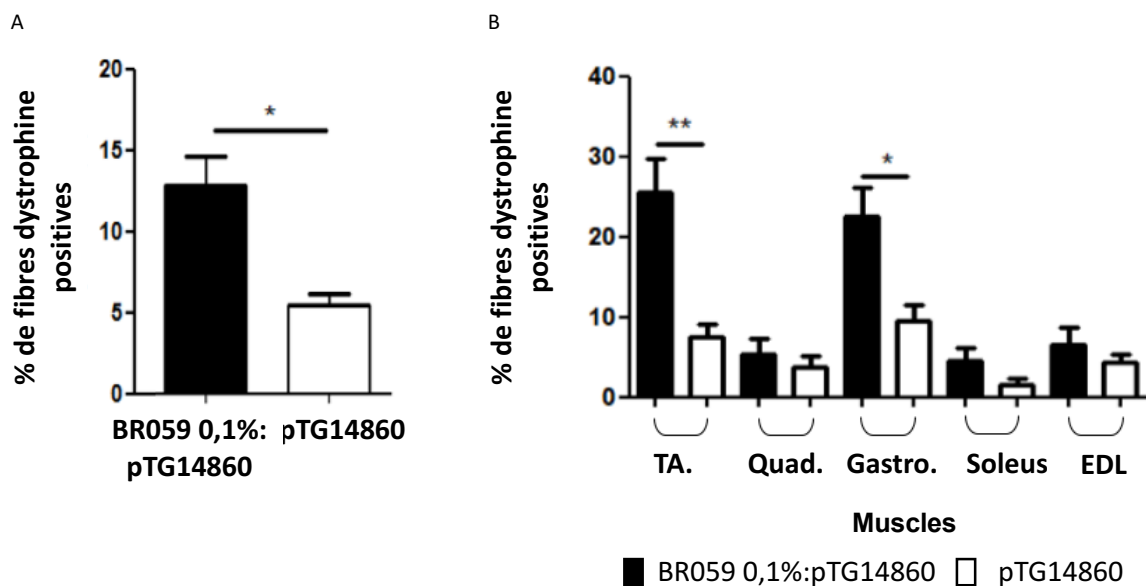 A
% de fibres dystrophine
positives
20
15
10
5
0
*
BR059 0,1%: pTG14860
pTG14860
B
% de fibres dystrophine
positives
40
30
20
10
0
**
*
TA. Quad. Gastro. Soleus EDL
Muscles
BR059 0,1%:pTG14860 pTG14860